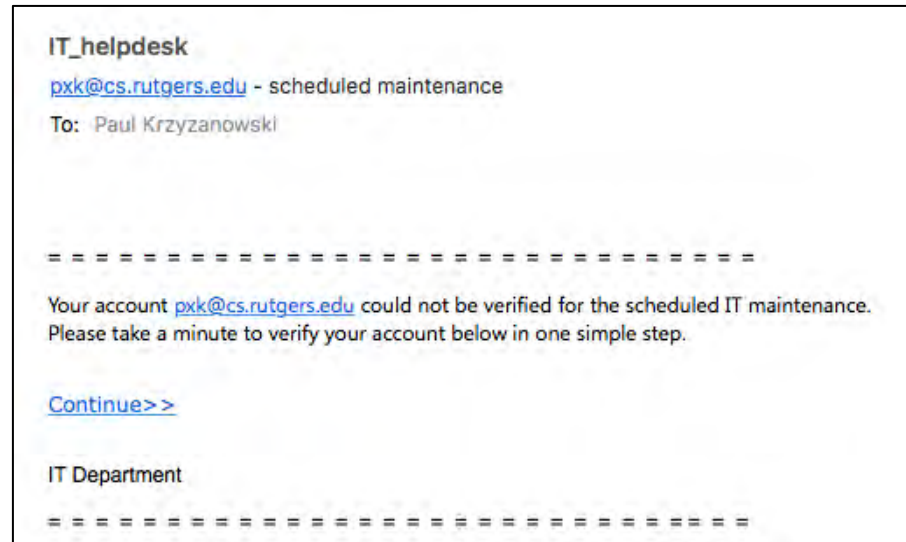 IT_helpdesk
pxk@cs.rutgers.edu - scheduled maintenance
To: Paul Krzyzanowski
= = = = = = = = = = = = = = = = = = = = = = = = = = = = = =
Your account pxk@cs.rutgers.edu could not be verified for the scheduled IT maintenance.
Please take a minute to verify your account below in one simple step.
Continue>>
IT Department
= = = = = = = = = = = = = = = = = = = = = = = = = = = == = =